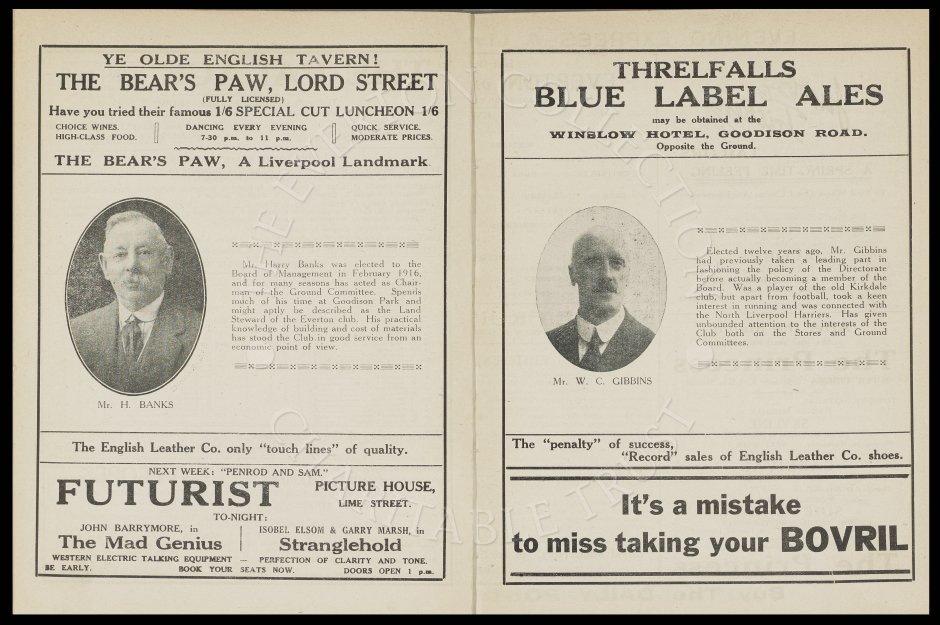 YE OLDE ENGLISH TAVERN!
THE BEAR'S PAW, LORD STREET
(FULLY LICENSED)
Have you tried their famous 1/6 SPECIAL CUT LUNCHEON 1/6
CHOICE WINES.
HIGH-CLASS FOOD.
DANCING EVERY EVENING
7-30 p.m. to 11 p.m.
QUICK SERVICE.
MODERATE PRICES.
THE BEAR'S PAW, A Liverpool Landmark
Mr. Harry Banks was elected to the
Board of Management in February 1916,
and for many seasons has acted as Chair-
man of the Ground Committee. Spends
much of his time at Goodison Park and
might aptly be described as the Land
Steward of the Everton club. His practical
knowledge of building and cost of materials
has stood the Club in good service from an
economic point of view.
Mr. H. BANKS
The English Leather Co. only "touch lines" of quality.
NEXT WEEK: "PENROD AND SAM."
FUTURIST PICTURE HOUSE,
LIME STREET.
TO-NIGHT:
JOHN BARRYMORE, in
The Mad Genius
ISOBEL ELSOM & GARRY MARSH, in
Stranglehold
WESTERN ELECTRIC TALKING EQUIPMENT — PERFECTION OF CLARITY AND TONE.
BE EARLY. BOOK YOUR SEATS NOW. DOORS OPEN 1 p.m.
THRELFALLS
BLUE LABEL ALES
may be obtained at the
WINSLOW HOTEL, GOODISON ROAD.
Opposite the Ground.
Elected twelve years ago, Mr. Gibbins
had previously taken a leading part in
fashioning the policy of the Directorate
before actually becoming a member of the
Board. Was a player of the old Kirkdale
club, but apart from football, took a keen
interest in running and was connected with
the North Liverpool Harriers. Has given
unbounded attention to the interests of the
Club both on the Stores and Ground
Committees.
Mr. W. C. GIBBINS
The "penalty" of success,
"Record" sales of English Leather Co. shoes.
It's a mistake
to miss taking your BOVRIL